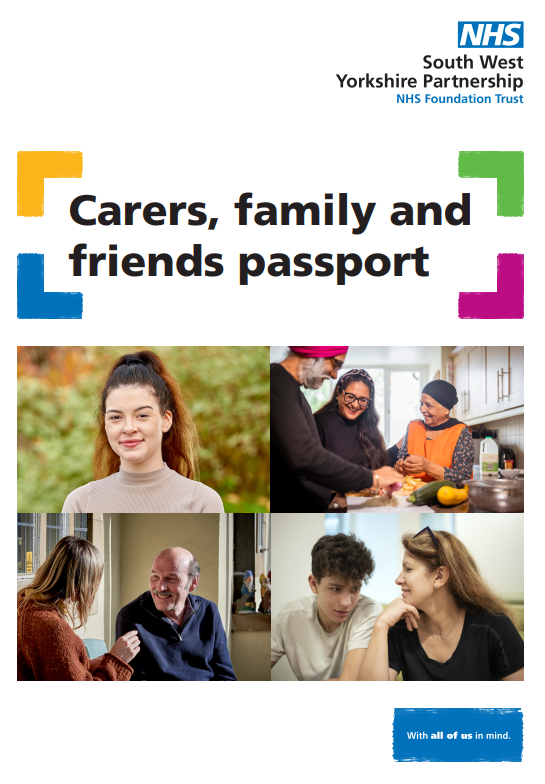 NHS
South West
Yorkshire Partnership
NHS Foundation Trust
Carers, family and
friends passport
With all of us in mind.